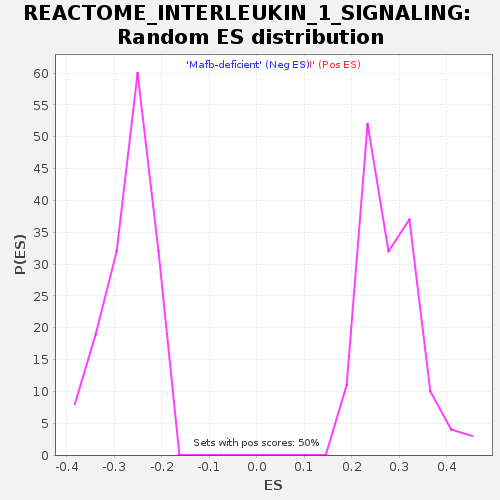 REACTOME_INTERLEUKIN_1_SIGNALING:
Random ES distribution
'Mafb-deficient' (Neg ES) (Pos ES)
60
55
50
45
40
35
30
25
20
15
10
5
0
P(ES)
Sets with pos scores: 50%
-0.4 -0.3 -0.2 -0.1 0.0 0.1 0.2 0.3 0.4
ES